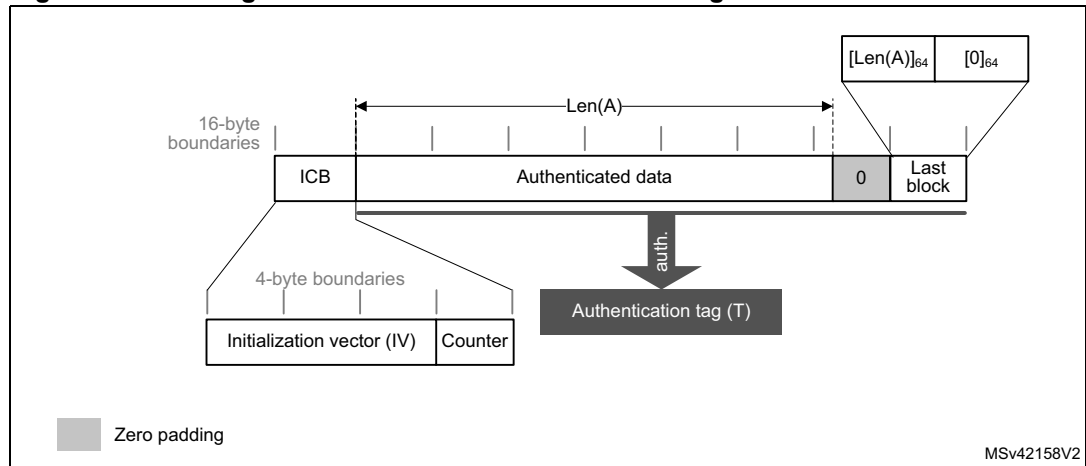 [Len(A)]64 [0]64
Len(A)
16-byte
boundaries
ICB
Authenticated data
0
Last
block
auth.
4-byte boundaries
Authentication tag (T)
Initialization vector (IV)
Counter
Zero padding
MSv42158V2